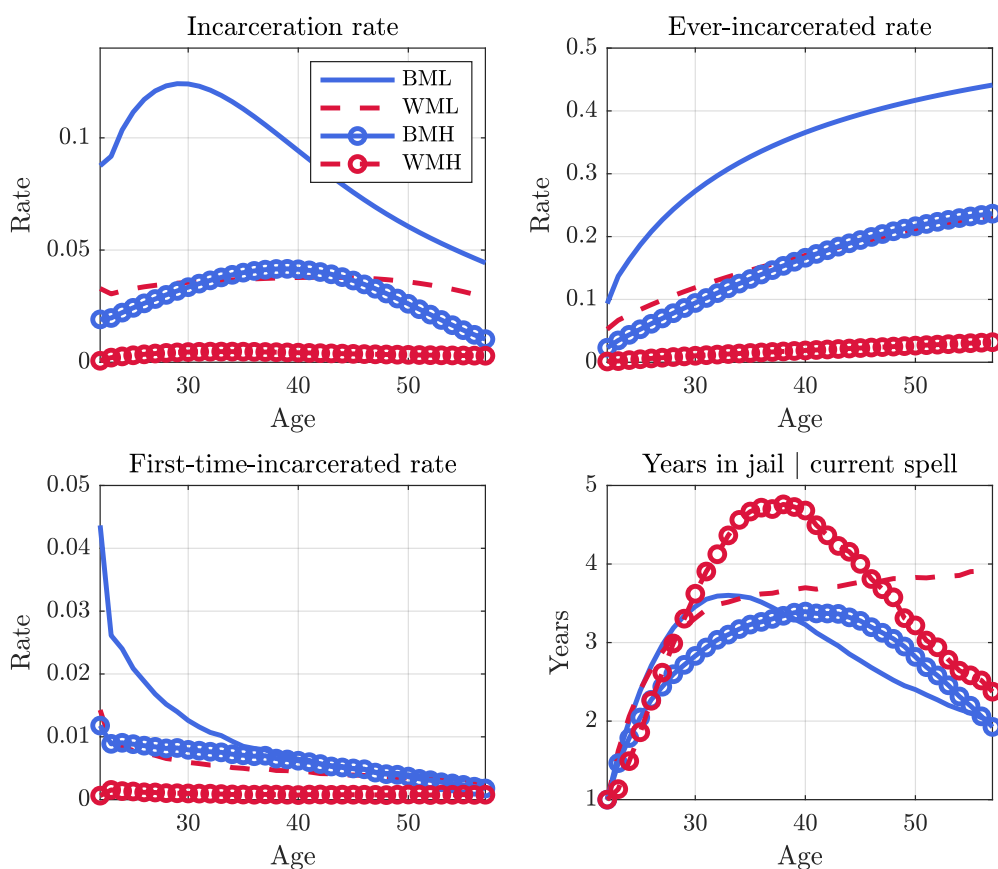 Incarceration rate
Rate
0.1
0.05
0
30
40
50
Age
BML
WML
BMH
WMH
Ever-incarcerated rate
Rate
0.5
0.4
0.3
0.2
0.1
0
30
40
50
Age
First-time-incarcerated rate
Rate
0.05
0.04
0.03
0.02
0.01
0
30
40
50
Age
Years in jail | current spell
Years
5
4
3
2
1
30
40
50
Age